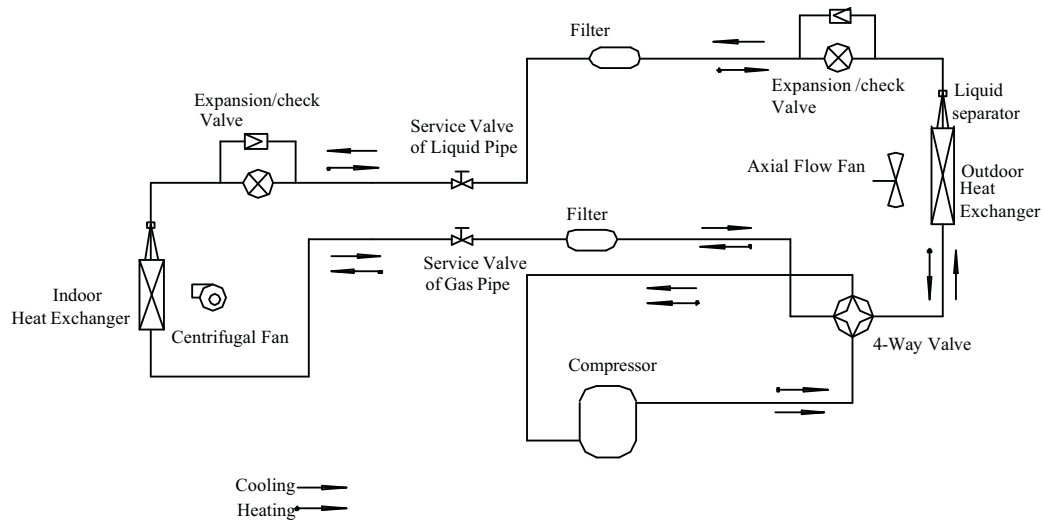 Filter
Expansion /check
Valve
Liquid
separator
Expansion/check
Valve
Service Valve
of Liquid Pipe
Axial Flow Fan
Outdoor
Heat
Exchanger
Filter
Service Valve
of Gas Pipe
Indoor
Heat Exchanger
Centrifugal Fan
4-Way Valve
Compressor
Cooling
Heating